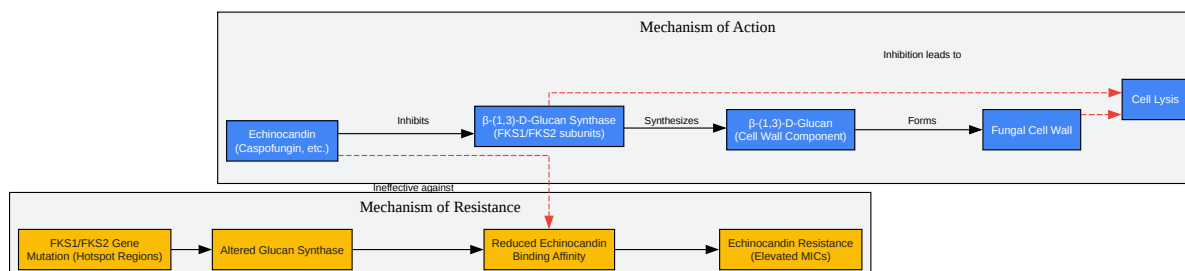 Mechanism of Action
Inhibition leads to
Cell Lysis
β-(1,3)-D-Glucan Synthase
(FKS1/FKS2 subunits)
β-(1,3)-D-Glucan
(Cell Wall Component)
Echinocandin
(Caspofungin, etc.)
Inhibits
Synthesizes
Forms
Fungal Cell Wall
Ineffective against
Mechanism of Resistance
FKS1/FKS2 Gene
Mutation (Hotspot Regions)
Altered Glucan Synthase
Reduced Echinocandin
Binding Affinity
Echinocandin Resistance
(Elevated MICs)